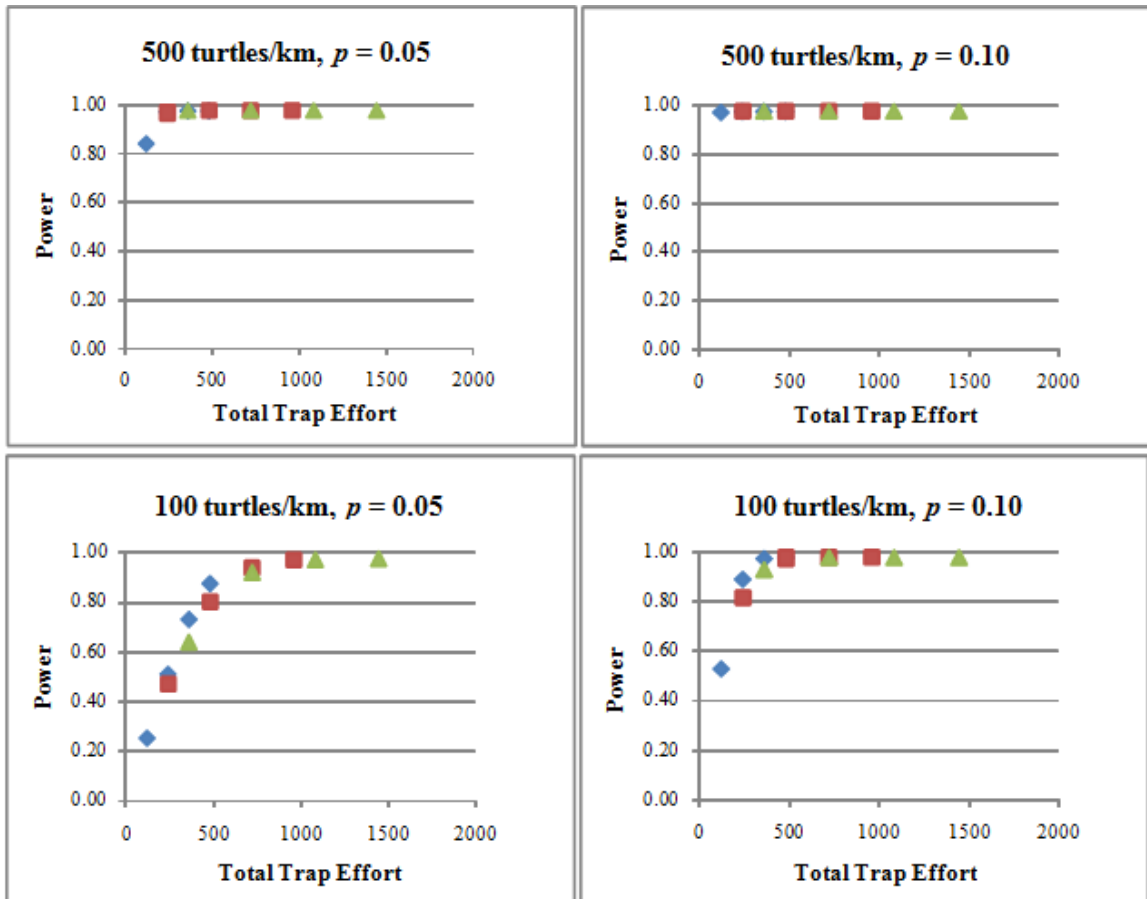 500 turtles/km, p = 0.05
1.00
0.80
0.60
0.40
0.20
0.00
Power
0 500 1000 1500 2000
Total Trap Effort
500 turtles/km, p = 0.10
1.00
0.80
0.60
0.40
0.20
0.00
Power
0 500 1000 1500 2000
Total Trap Effort
100 turtles/km, p = 0.05
1.00
0.80
0.60
0.40
0.20
0.00
Power
0 500 1000 1500 2000
Total Trap Effort
100 turtles/km, p = 0.10
1.00
0.80
0.60
0.40
0.20
0.00
Power
0 500 1000 1500 2000
Total Trap Effort